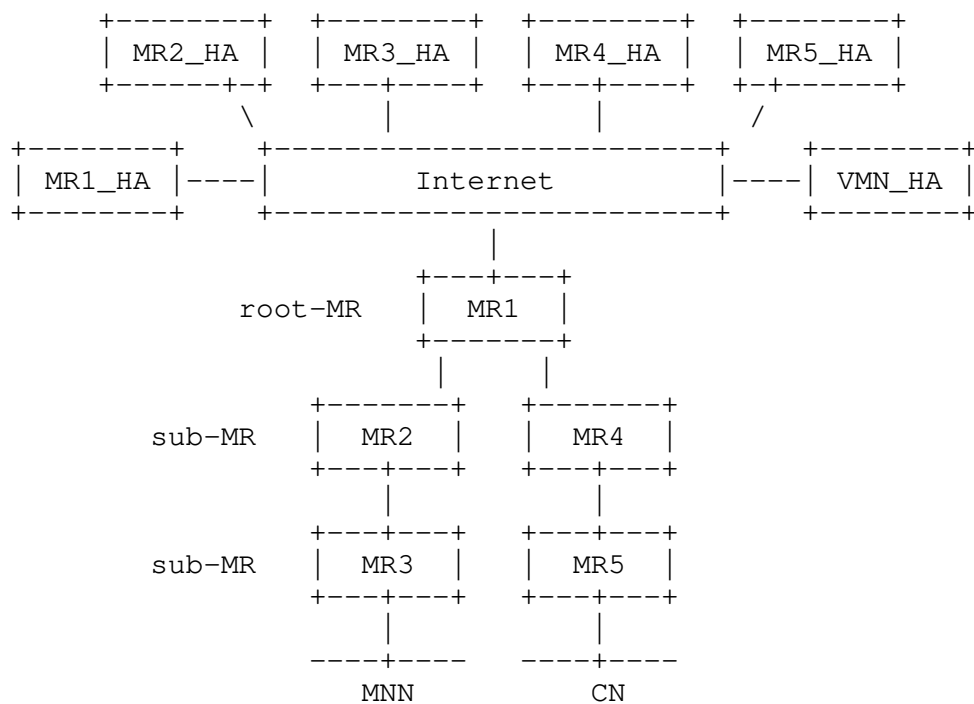 MR2_HA MR3_HA MR4_HA MR5_HA
MR1_HA Internet VMN_HA
root-MR MR1
sub-MR MR2 MR4
sub-MR MR3 MR5
MNN CN